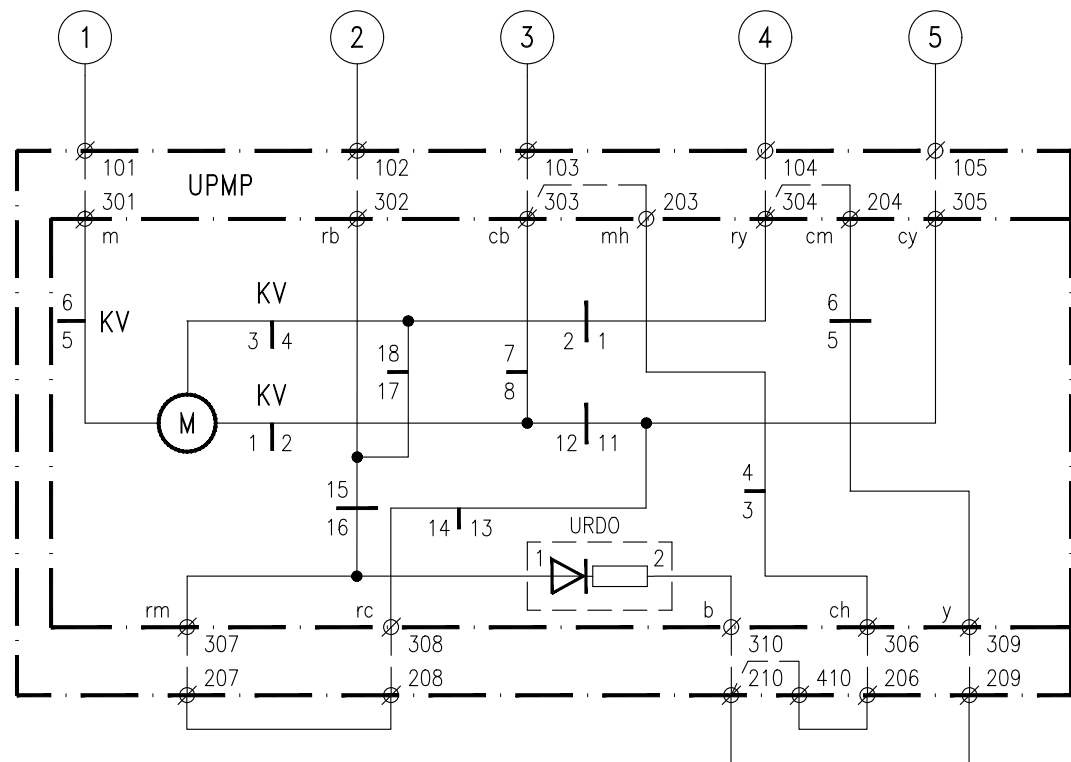 1 2 3 4 5
101 102 103 104 105
UPMP
301 302 303 203 304 204 305
m rb cb mh ry cm cy
6 KV KV 6
5 3 4 2 1 5
18 7
17 8
KV
M
1 2 12 11
15 4
16 14 13 3
URDO
1 2
rm rc b ch y
307 308 310 306 309
207 208 210 410 206 209